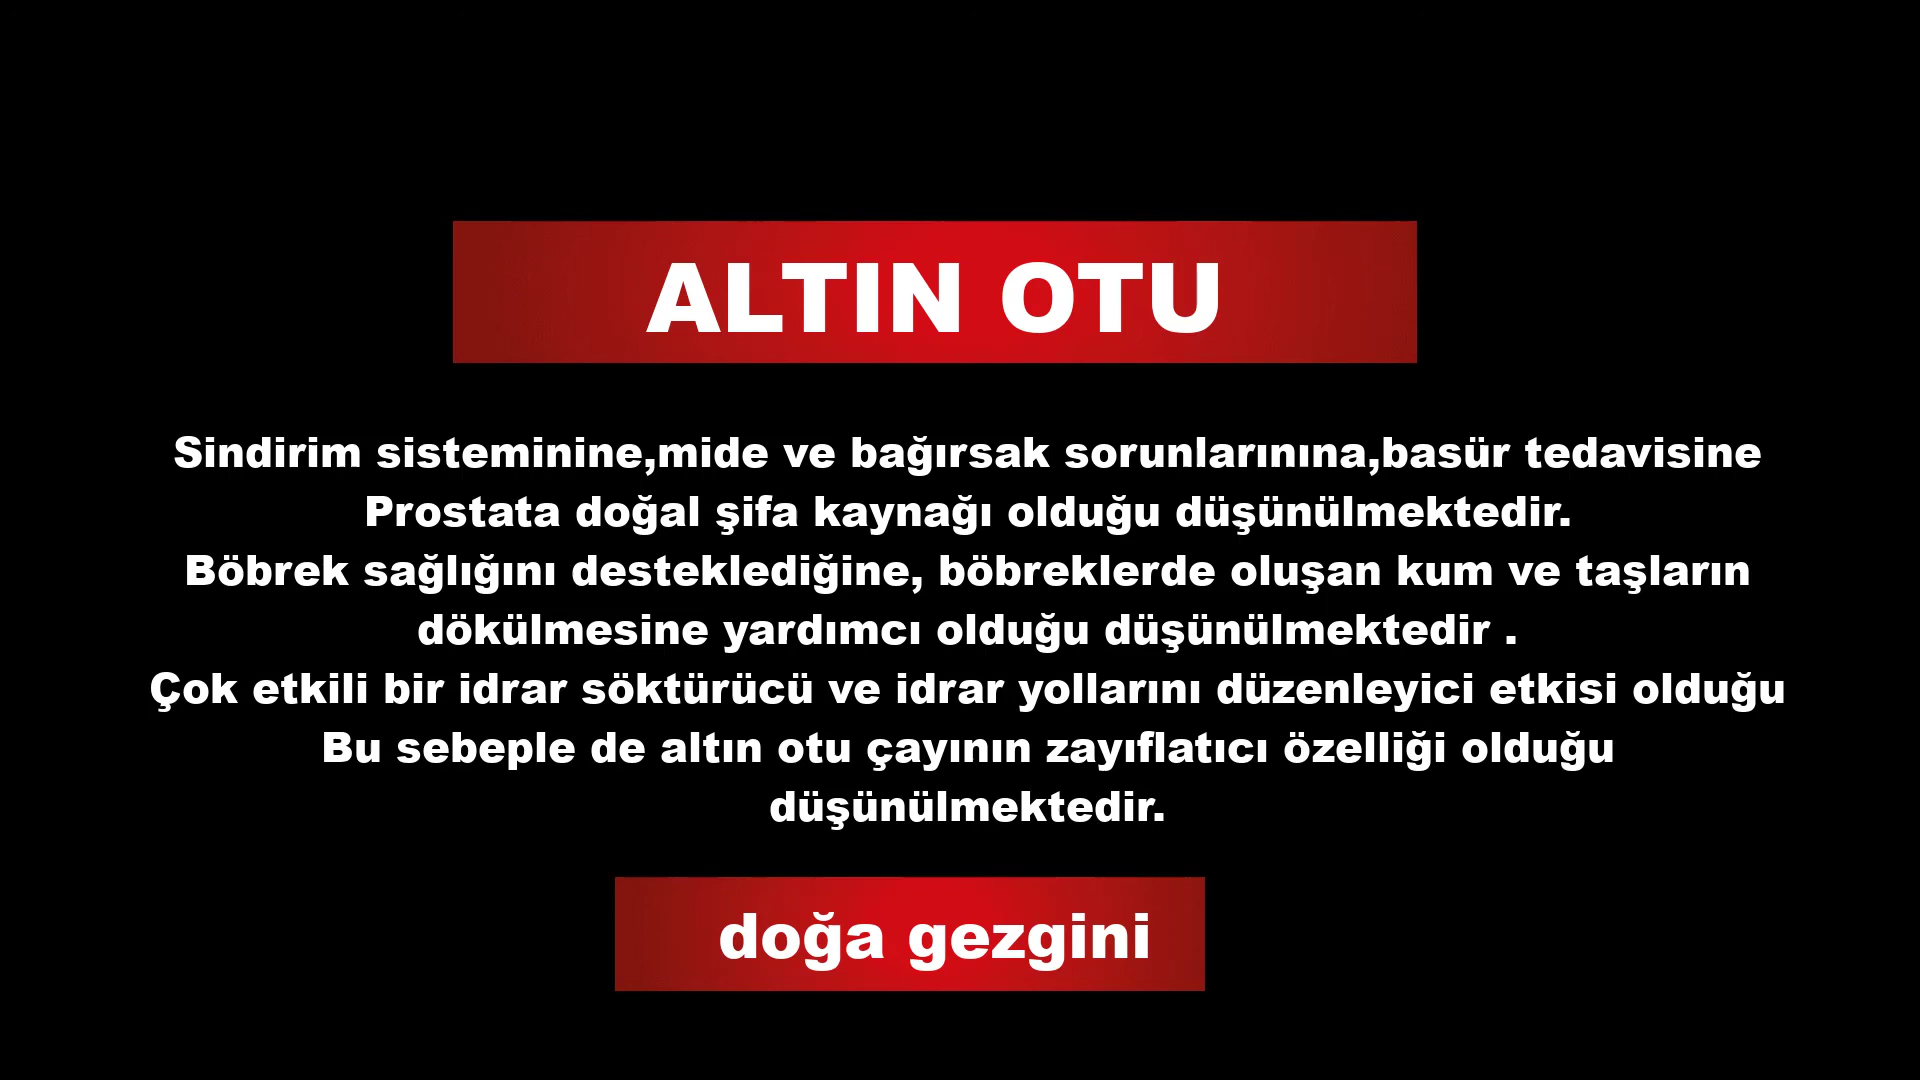 ALTIN OTU
Sindirim sisteminine,mide ve bağırsak sorunlarınına,basür tedavisine
Prostata doğal şifa kaynağı olduğu düşünülmektedir.
Böbrek sağlığını desteklediğine, böbreklerde oluşan kum ve taşların
dökülmesine yardımcı olduğu düşünülmektedir .
Çok etkili bir idrar söktürücü ve idrar yollarını düzenleyici etkisi olduğu
Bu sebeple de altın otu çayının zayıflatıcı özelliği olduğu
düşünülmektedir.
doğa gezgini